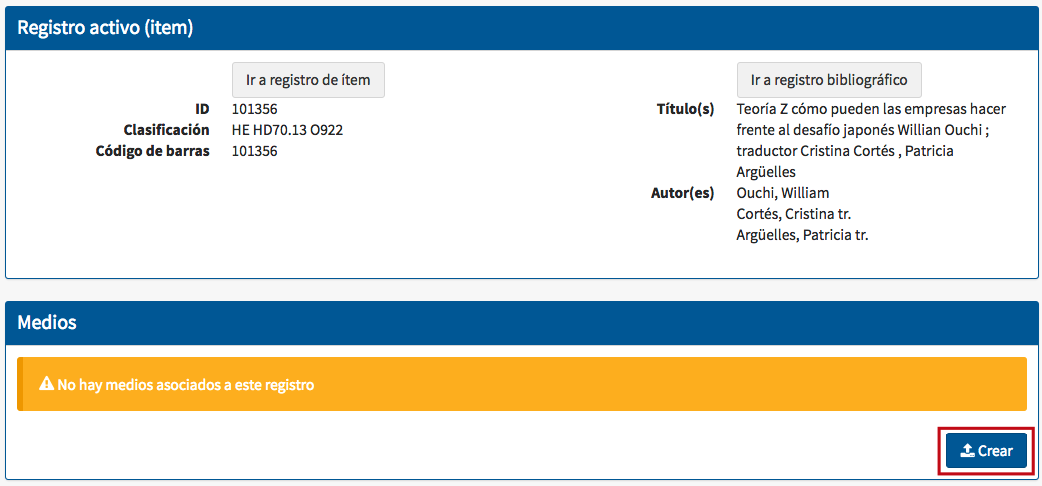 Registro activo (item)
Ir a registro de ítem
ID 101356
Clasificación HE HD70.13 O922
Código de barras 101356
Ir a registro bibliográfico
Título(s) Teoría Z cómo pueden las empresas hacer
frente al desafío japonés Willian Ouchi ;
traductor Cristina Cortés , Patricia
Argüelles
Autor(es) Ouchi, William
Cortés, Cristina tr.
Argüelles, Patricia tr.
Medios
No hay medios asociados a este registro
Crear